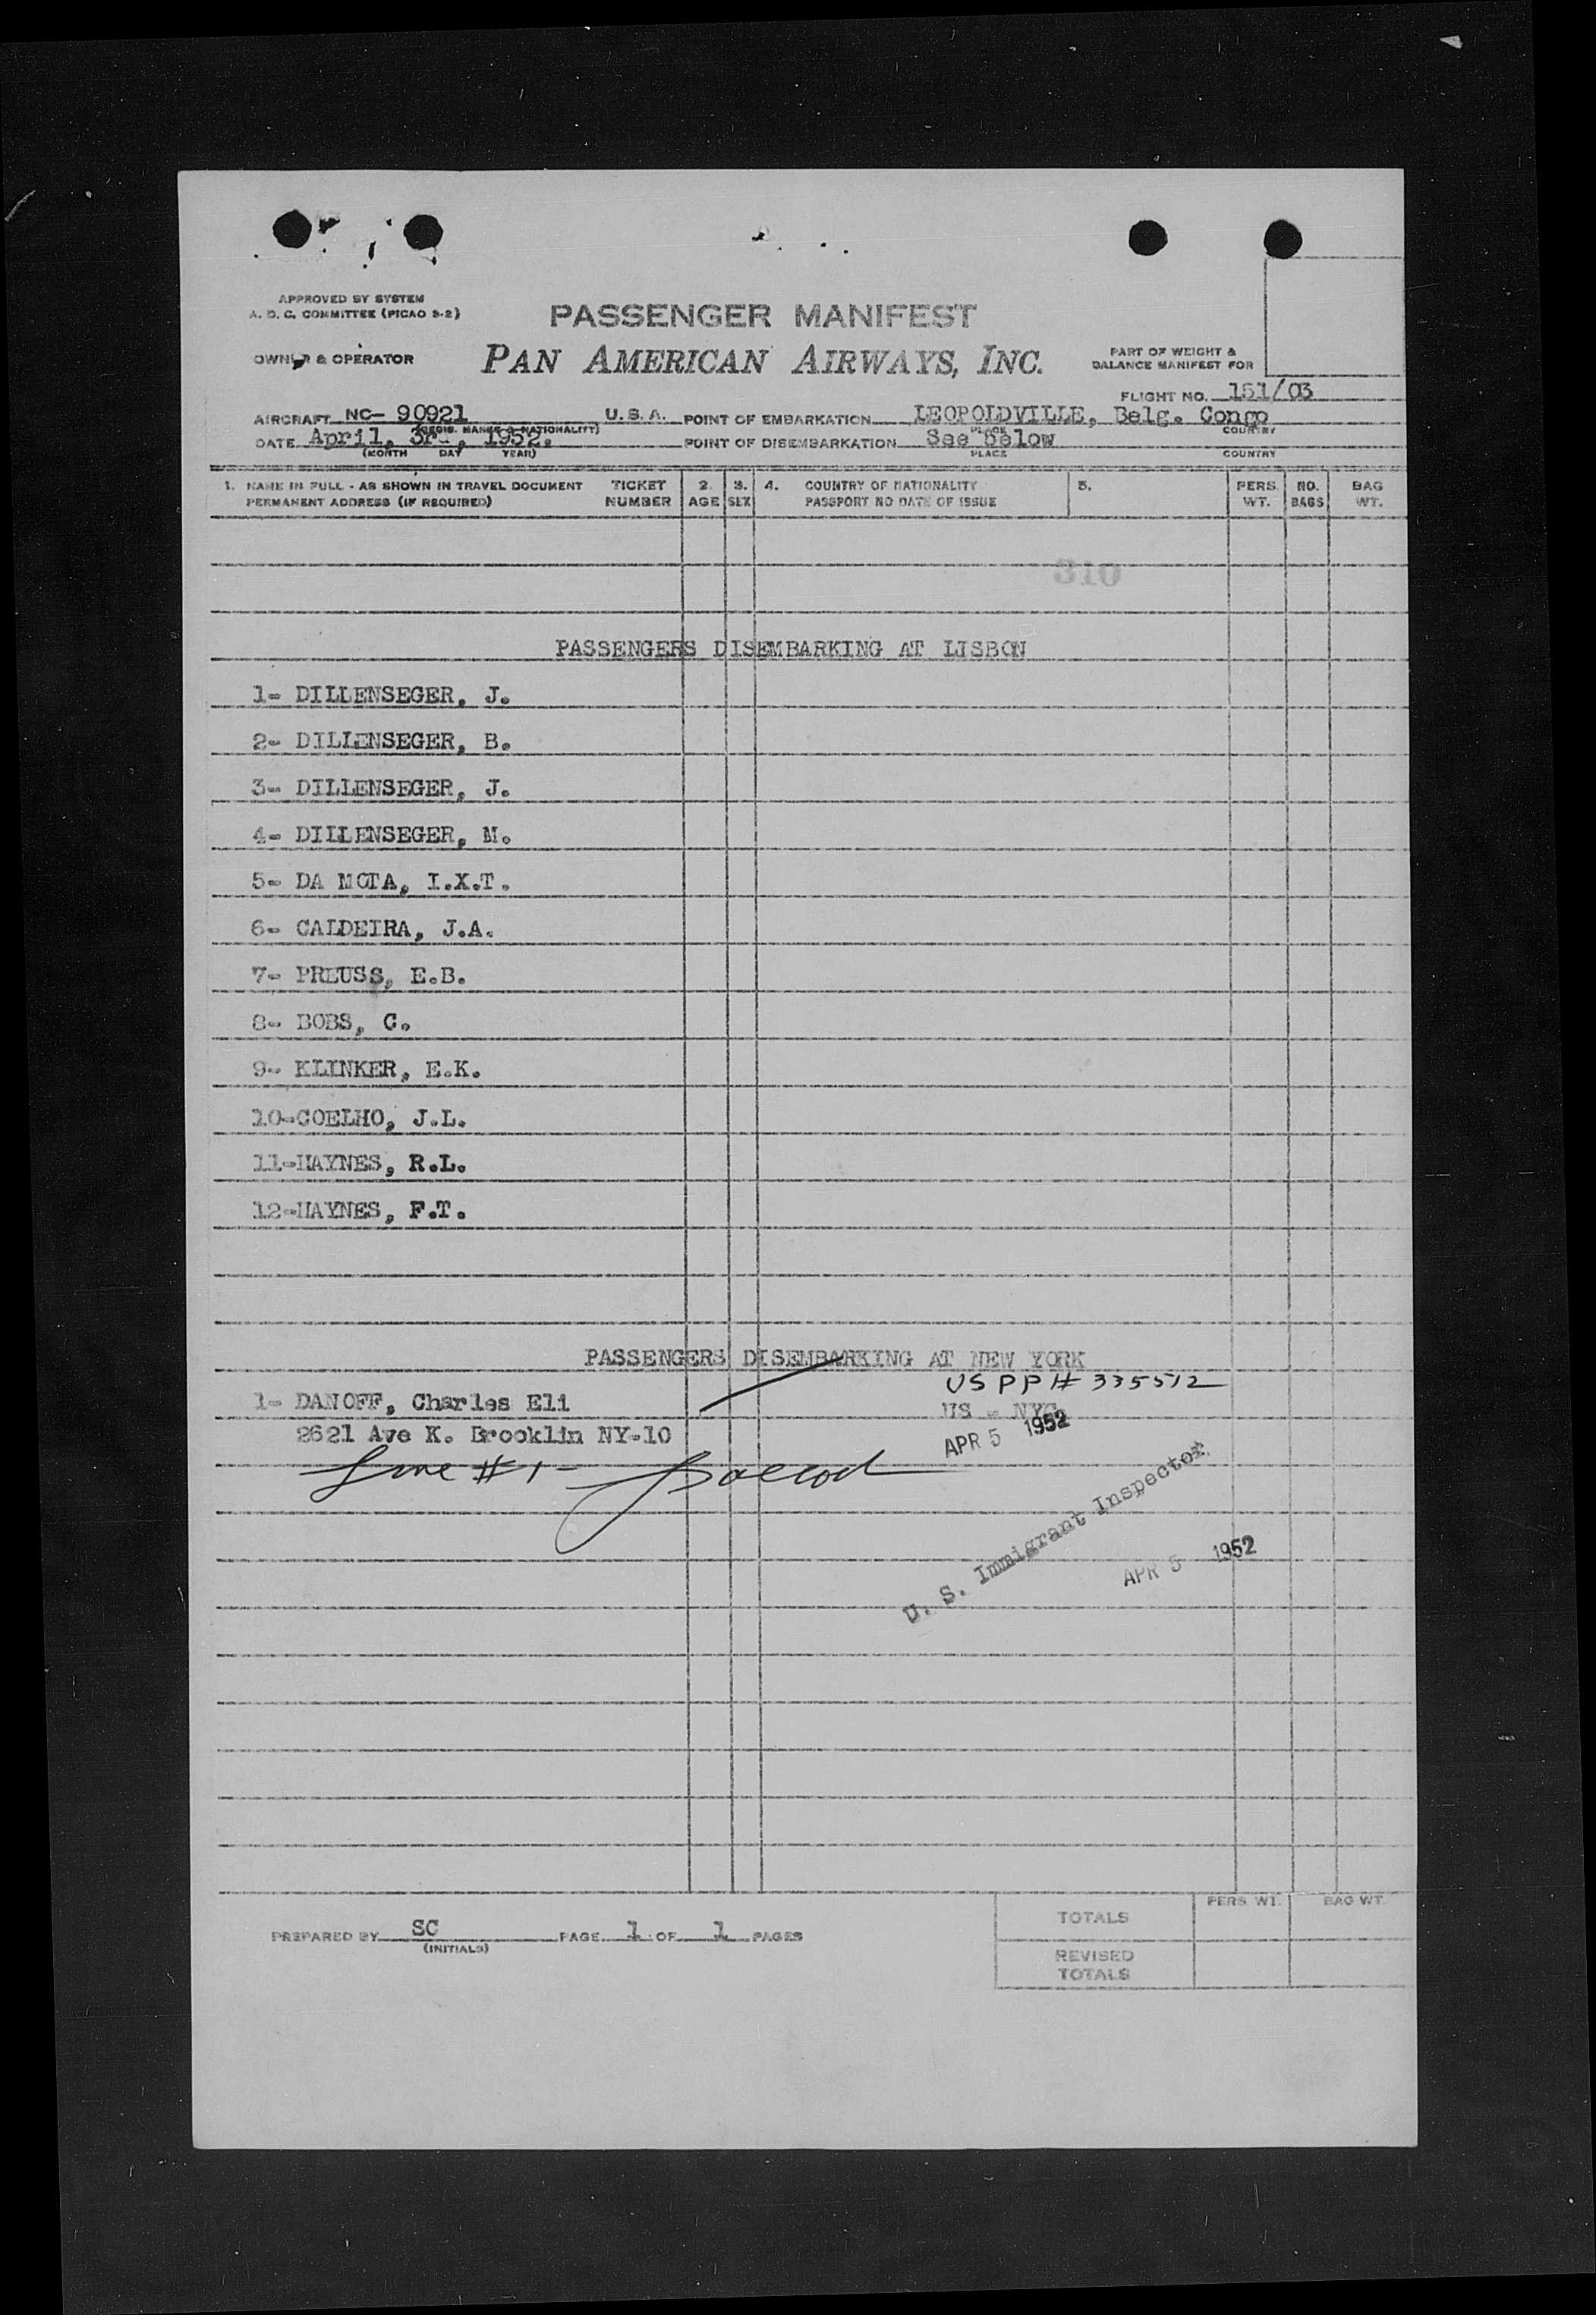 APPROVED BY SYSTEM
A. O. C. COMMITTEE (PICAO S-2)
PASSENGER MANIFEST
OWNER & OPERATOR
PAN AMERICAN AIRWAYS, INC.
PART OF WEIGHT &
BALANCE MANIFEST FOR
FLIGHT NO. 151/03
AIRCRAFT NC- 90921 U.S.A. POINT OF EMBARKATION LEOPOLDVILLE, Belg. Congo
(REGIS. MARKS & NATIONALITY) PLACE COUNTRY
DATE April, 3rd, 1952. POINT OF DISEMBARKATION See below
(MONTH DAY YEAR) PLACE COUNTRY
1. NAME IN FULL - AS SHOWN IN TRAVEL DOCUMENT TICKET 2. 3. 4. COUNTRY OF NATIONALITY 5. PERS. NO. BAG
PERMANENT ADDRESS (IF REQUIRED) NUMBER AGE SEX PASSPORT NO DATE OF ISSUE WT. BAGS WT.
310
PASSENGERS DISEMBARKING AT LISBON
1- DILLENSEGER, J.
2- DILLENSEGER, B.
3- DILLENSEGER, J.
4- DILLENSEGER, M.
5- DA MOTA, I.X.T.
6- CALDEIRA, J.A.
7- PREUSS, E.B.
8- BOBS, C.
9- KLINKER, E.K.
10-COELHO, J.L.
11-HAYNES, R.L.
12-HAYNES, F.T.
PASSENGERS DISEMBARKING AT NEW YORK
US PP # 335512
1- DANOFF, Charles Eli US - NYC
2621 Ave K. Brooklin NY-10 APR 5 1952
Line # 1 -
U. S. Immigrant Inspector
APR 5 1952
PERS WT. BAG WT.
TOTALS
PREPARED BY SC PAGE 1 OF 1 PAGES
(INITIALS)
REVISED
TOTALS